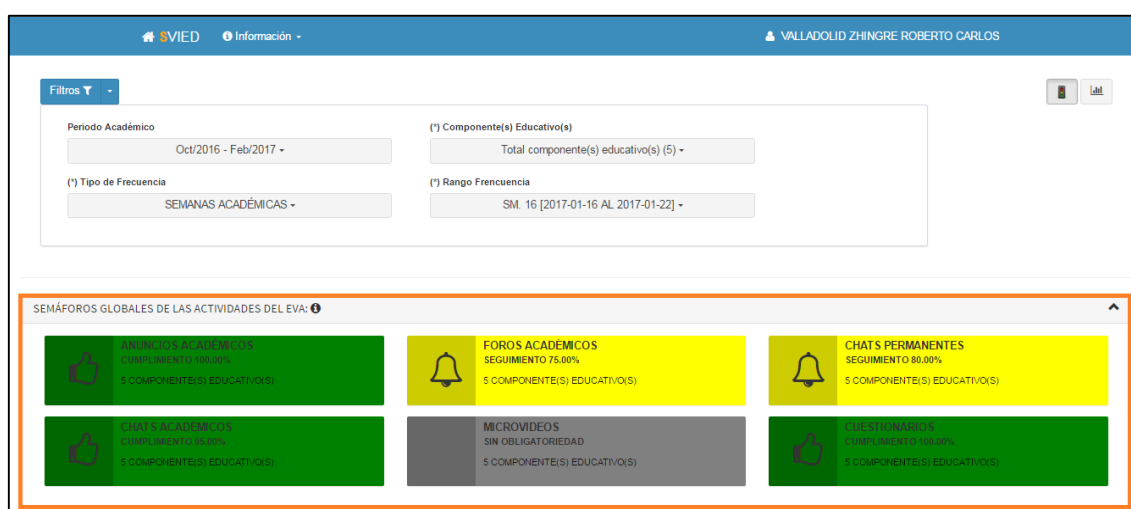 SVIED Información VALLADOLID ZHINGRE ROBERTO CARLOS
Filtros
Periodo Académico
Oct/2016 - Feb/2017
(*) Componente(s) Educativo(s)
Total componente(s) educativo(s) (5)
(*) Tipo de Frecuencia
SEMANAS ACADÉMICAS
(*) Rango Frencuencia
SM. 16 [2017-01-16 AL 2017-01-22]
SEMÁFOROS GLOBALES DE LAS ACTIVIDADES DEL EVA:
ANUNCIOS ACADÉMICOS
CUMPLIMIENTO 100.00%
5 COMPONENTE(S) EDUCATIVO(S)
FOROS ACADÉMICOS
SEGUIMIENTO 75.00%
5 COMPONENTE(S) EDUCATIVO(S)
CHATS PERMANENTES
SEGUIMIENTO 80.00%
5 COMPONENTE(S) EDUCATIVO(S)
CHATS ACADÉMICOS
CUMPLIMIENTO 95.00%
5 COMPONENTE(S) EDUCATIVO(S)
MICROVIDEOS
SIN OBLIGATORIEDAD
5 COMPONENTE(S) EDUCATIVO(S)
CUESTIONARIOS
CUMPLIMIENTO 100.00%
5 COMPONENTE(S) EDUCATIVO(S)